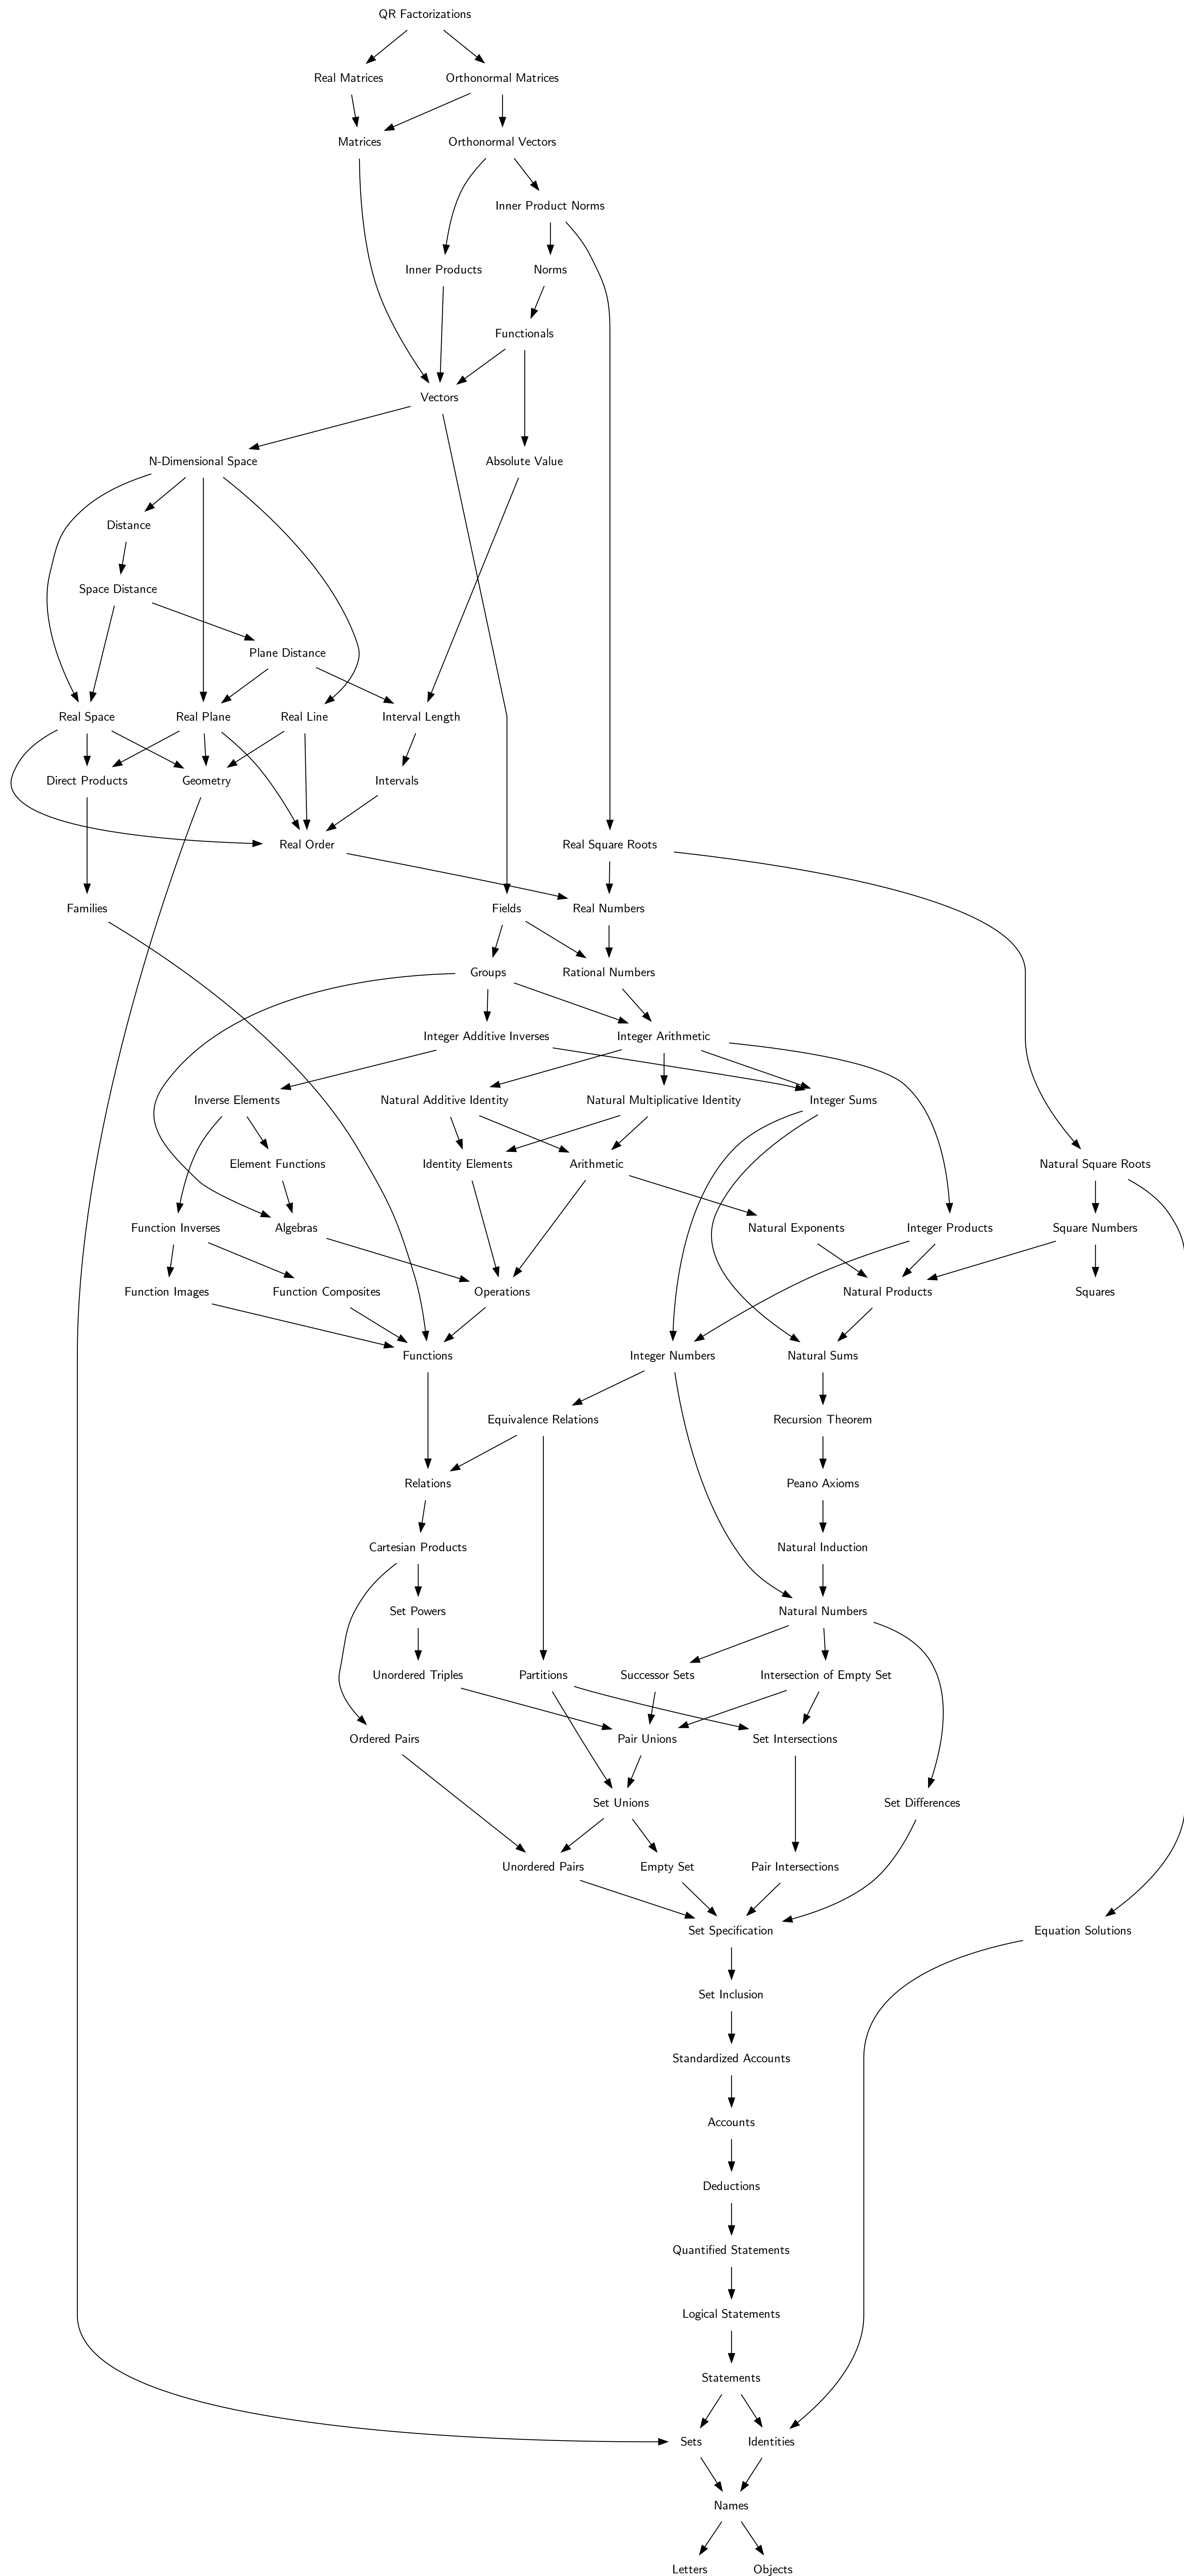 QR Factorizations
Real Matrices
Orthonormal Matrices
Matrices
Orthonormal Vectors
Inner Product Norms
Inner Products
Norms
Functionals
Vectors
N-Dimensional Space
Absolute Value
Distance
Space Distance
Plane Distance
Real Space
Real Plane
Real Line
Interval Length
Direct Products
Geometry
Intervals
Real Order
Real Square Roots
Families
Fields
Real Numbers
Groups
Rational Numbers
Integer Additive Inverses
Integer Arithmetic
Inverse Elements
Natural Additive Identity
Natural Multiplicative Identity
Integer Sums
Element Functions
Identity Elements
Arithmetic
Natural Square Roots
Function Inverses
Algebras
Natural Exponents
Integer Products
Square Numbers
Function Images
Function Composites
Operations
Natural Products
Squares
Functions
Integer Numbers
Natural Sums
Equivalence Relations
Recursion Theorem
Relations
Peano Axioms
Cartesian Products
Natural Induction
Set Powers
Natural Numbers
Unordered Triples
Partitions
Successor Sets
Intersection of Empty Set
Ordered Pairs
Pair Unions
Set Intersections
Set Unions
Set Differences
Unordered Pairs
Empty Set
Pair Intersections
Set Specification
Equation Solutions
Set Inclusion
Standardized Accounts
Accounts
Deductions
Quantified Statements
Logical Statements
Statements
Sets
Identities
Names
Letters
Objects